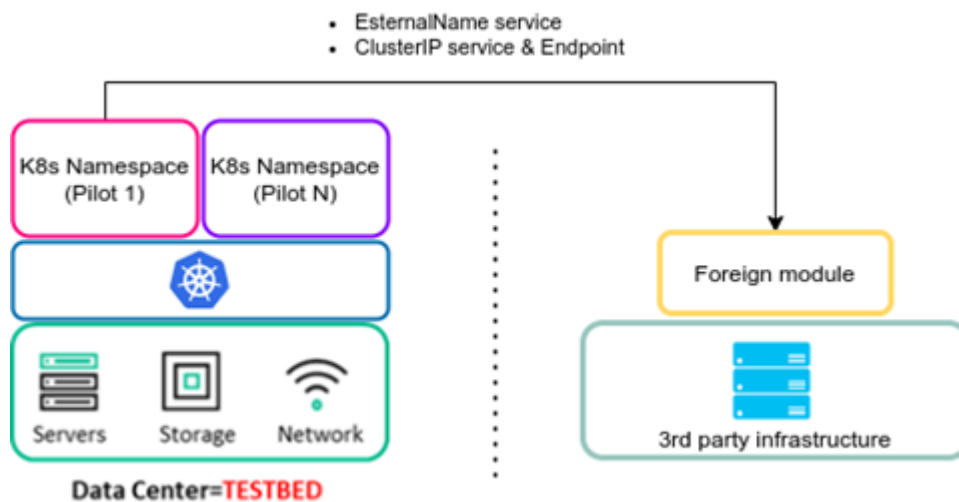 • EsternalName service
• ClusterIP service & Endpoint
K8s Namespace
(Pilot 1)
K8s Namespace
(Pilot N)
Foreign module
Servers
Storage
Network
3rd party infrastructure
Data Center=TESTBED